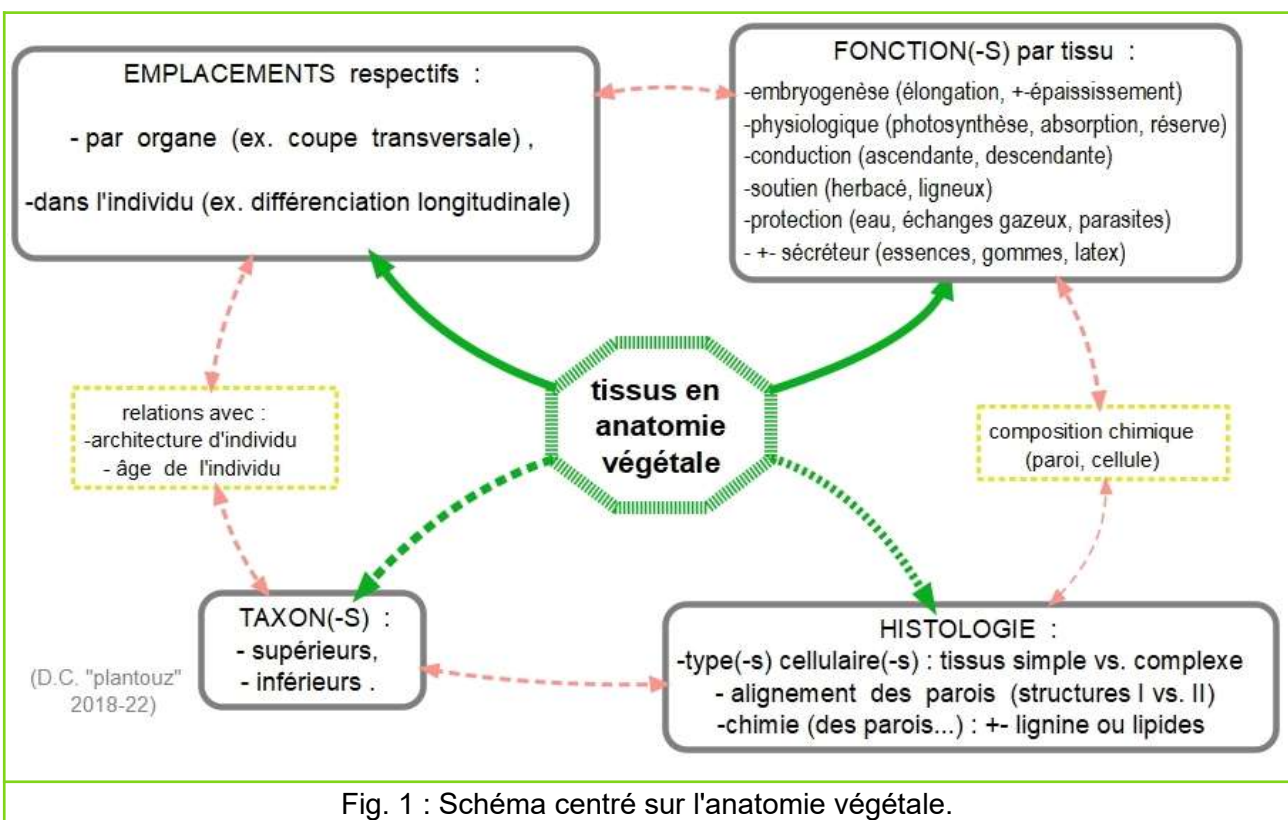 EMPLACEMENTS respectifs :
- par organe (ex. coupe transversale) ,
-dans l'individu (ex. différenciation longitudinale)
FONCTION(-S) par tissu :
-embryogenèse (élongation, +-épaississement)
-physiologique (photosynthèse, absorption, réserve)
-conduction (ascendante, descendante)
-soutien (herbacé, ligneux)
-protection (eau, échanges gazeux, parasites)
- +- sécréteur (essences, gommes, latex)
tissus en
anatomie
végétale
relations avec :
-architecture d'individu
- âge de l'individu
composition chimique
(paroi, cellule)
TAXON(-S) :
- supérieurs,
- inférieurs .
(D.C. "plantouz"
2018-22)
HISTOLOGIE :
-type(-s) cellulaire(-s) : tissus simple vs. complexe
- alignement des parois (structures I vs. II)
-chimie (des parois...) : +- lignine ou lipides
Fig. 1 : Schéma centré sur l'anatomie végétale.